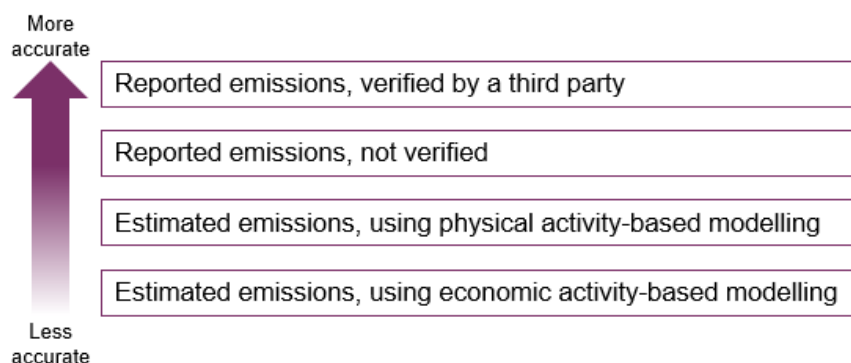 More
accurate
Reported emissions, verified by a third party
Reported emissions, not verified
Estimated emissions, using physical activity-based modelling
Estimated emissions, using economic activity-based modelling
Less
accurate